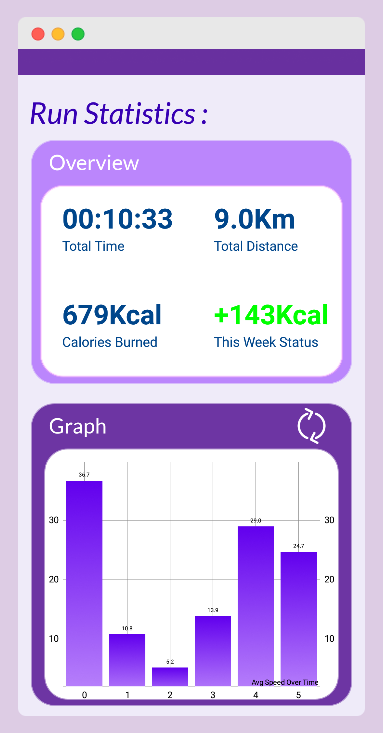 Run Statistics :
Overview
00:10:33 9.0Km
Total Time Total Distance
679Kcal +143Kcal
Calories Burned This Week Status
Graph
36.7
30 29.0 30
24.7
20 20
13.9
10.8
10 10
5.2
Avg Speed Over Time
0 1 2 3 4 5